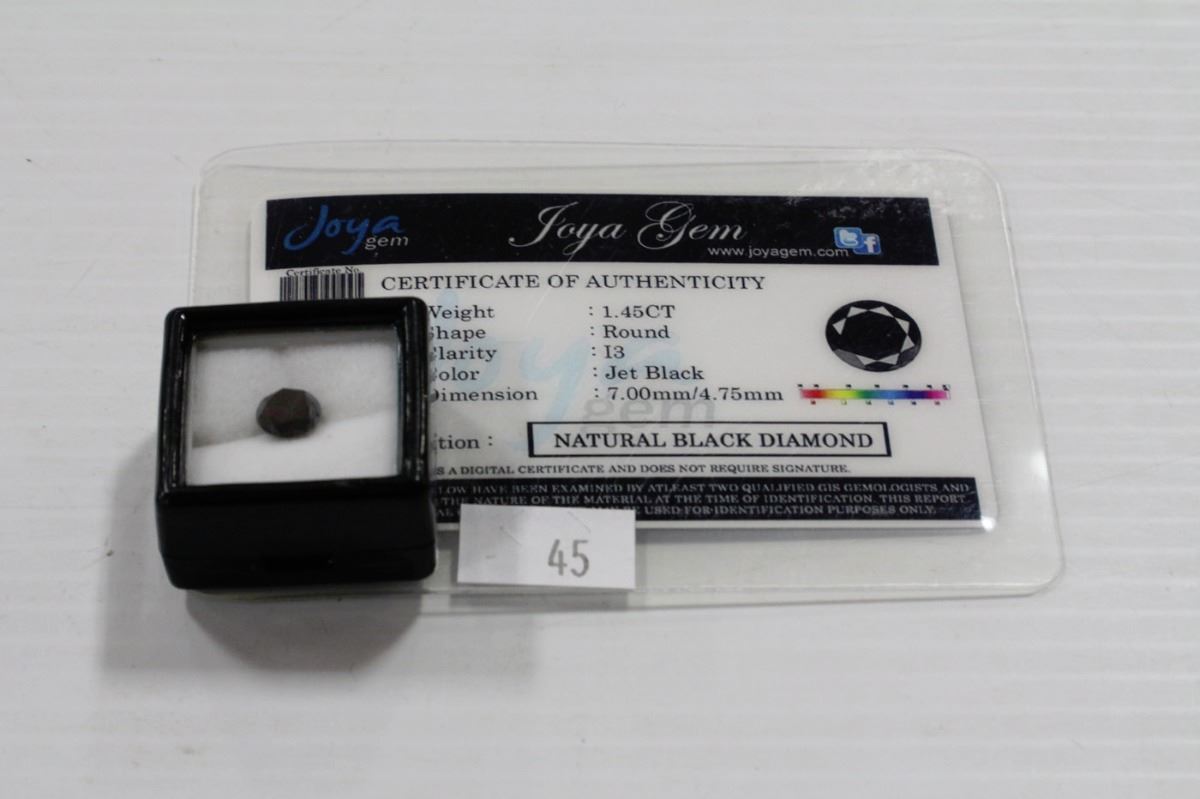 Joya gem
Joya Gem
www.joyagem.com
Certificate No.
CERTIFICATE OF AUTHENTICITY
Weight : 1.45CT
Shape : Round
Clarity : I3
Color : Jet Black
Dimension : 7.00mm/4.75mm
tion : NATURAL BLACK DIAMOND
S A DIGITAL CERTIFICATE AND DOES NOT REQUIRE SIGNATURE.
LOW HAVE BEEN EXAMINED BY ATLEAST TWO QUALIFIED GIS GEMOLOGISTS AND
THE NATURE OF THE MATERIAL AT THE TIME OF IDENTIFICATION. THIS REPORT
USED FOR IDENTIFICATION PURPOSES ONLY.
45